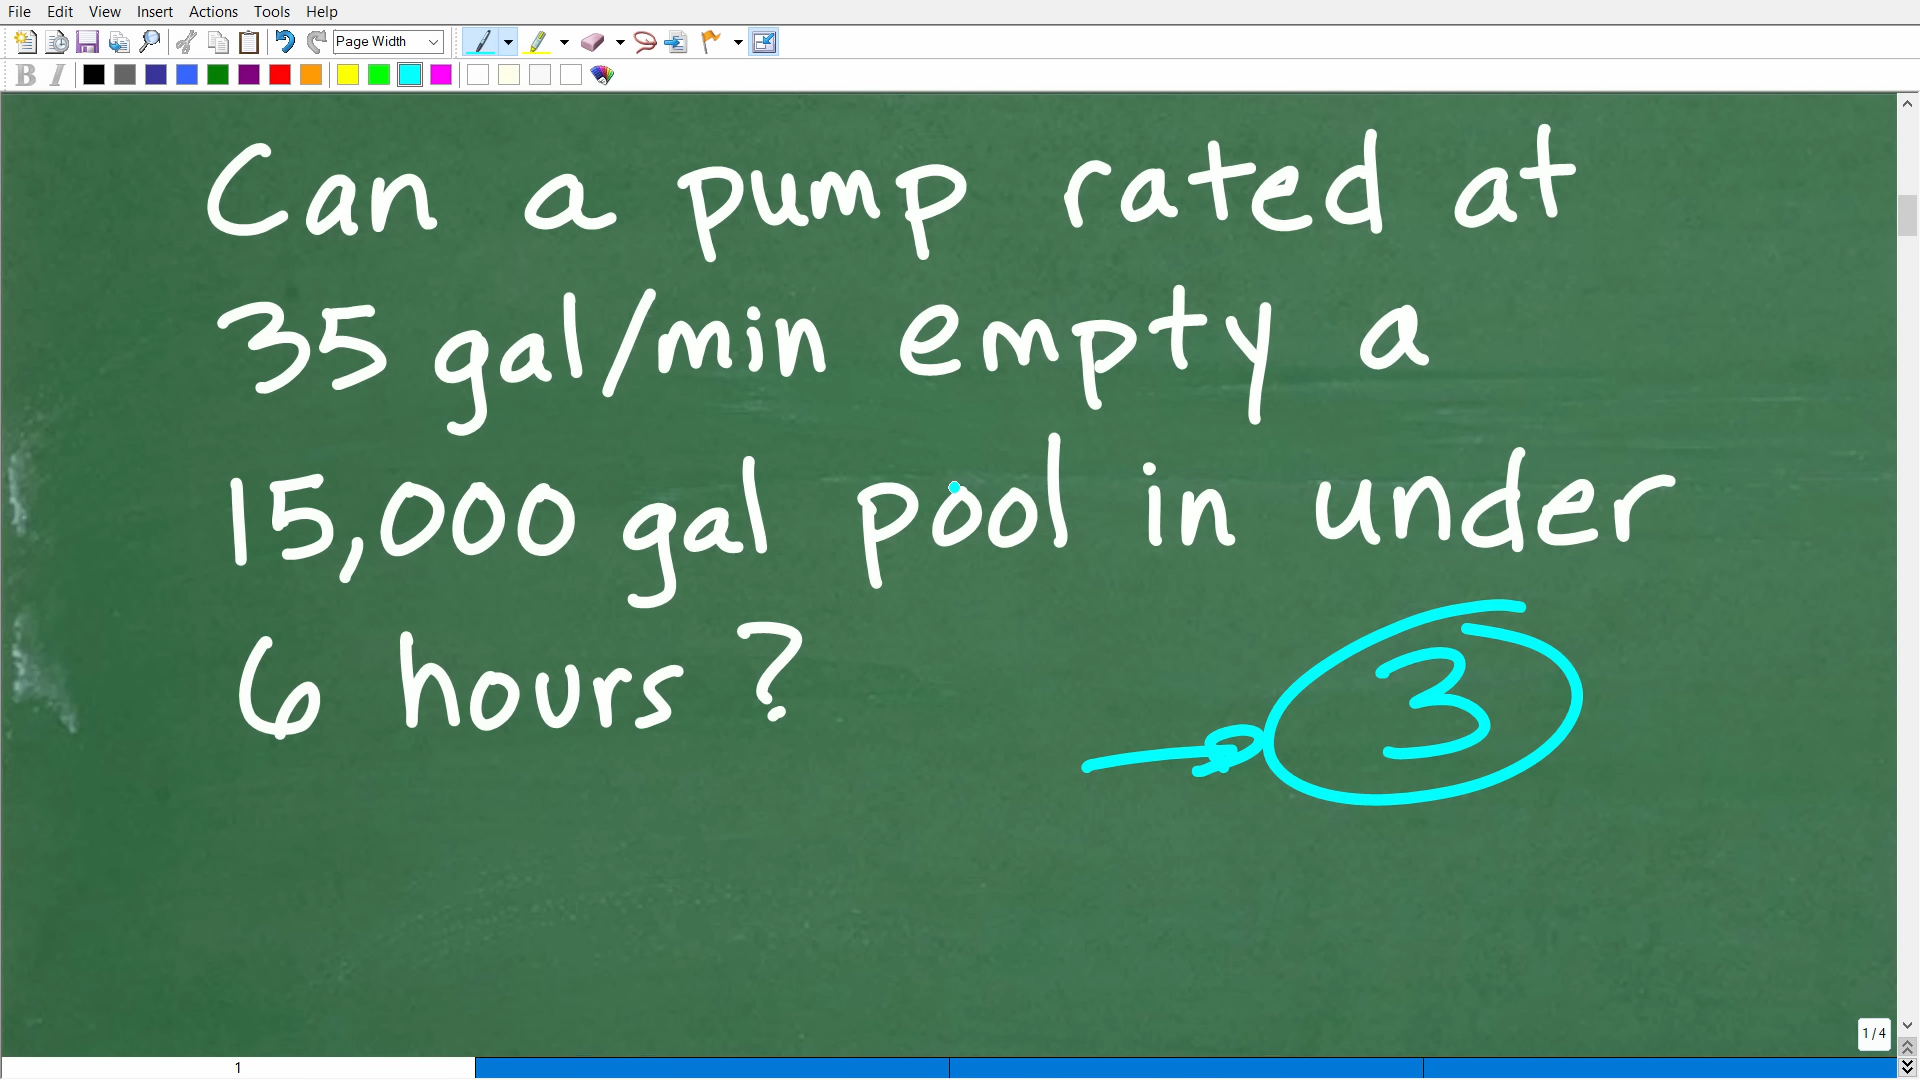 File Edit View Insert Actions Tools Help
Page Width
B I
Can a pump rated at
35 gal/min empty a
15,000 gal pool in under
6 hours?
3
1 / 4
1